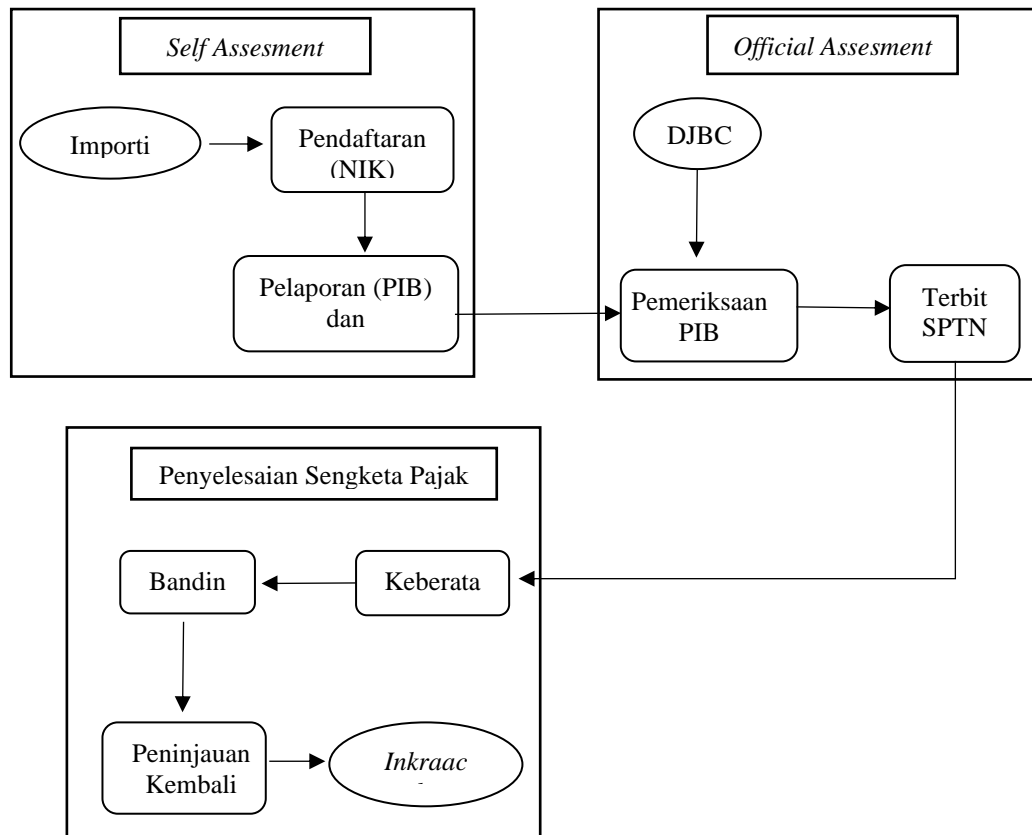 Self Assesment
Importi
Pendaftaran
(NIK)
Pelaporan (PIB)
dan
Official Assesment
DJBC
Pemeriksaan
PIB
Terbit
SPTN
Penyelesaian Sengketa Pajak
Keberata
Bandin
Peninjauan
Kembali
Inkraac